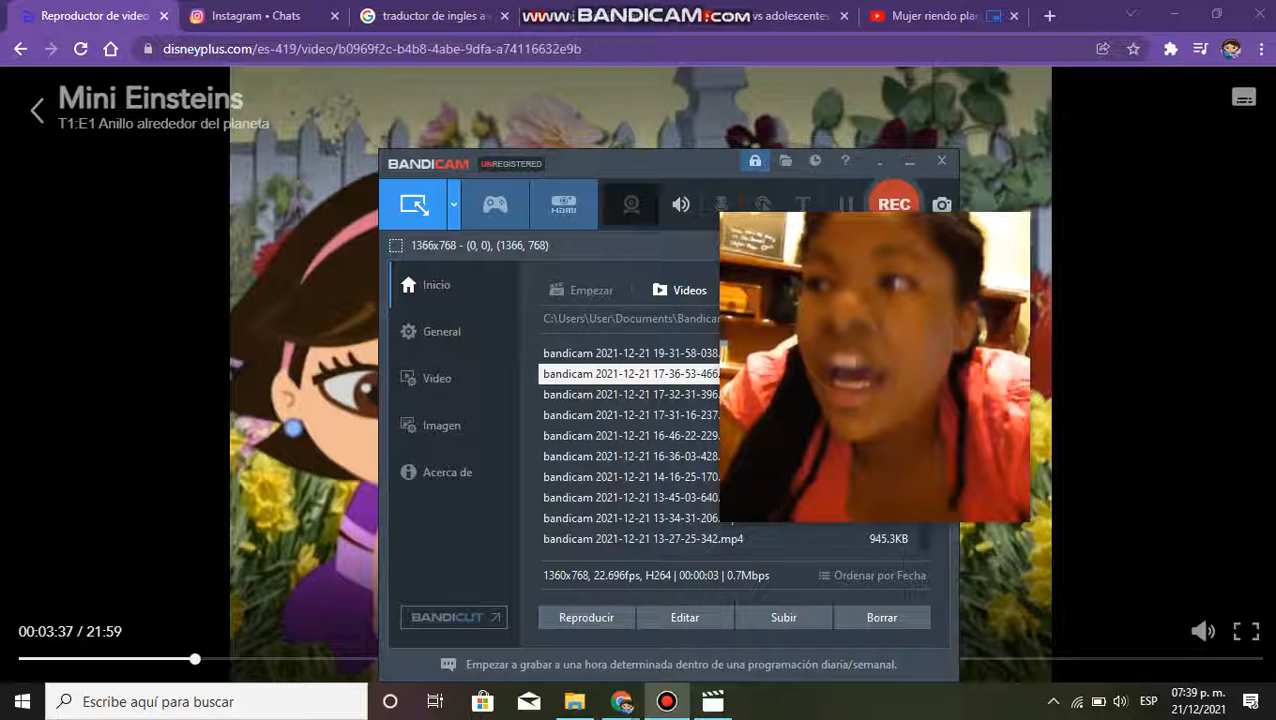 Reproductor de video
Instagram • Chats
traductor de ingles a
www.BANDICAM.com
vs adolescentes
Mujer riendo pla
disneyplus.com/es-419/video/b0969f2c-b4b8-4abe-9dfa-a74116632e9b
Mini Einsteins
T1:E1 Anillo alrededor del planeta
BANDICAM UNREGISTERED
HDMI
REC
1366x768 - (0, 0), (1366, 768)
Inicio
General
Video
Imagen
Acerca de
BANDICUT
Empezar
Videos
C:\Users\User\Documents\Bandicam
bandicam 2021-12-21 19-31-58-038.
bandicam 2021-12-21 17-36-53-466.
bandicam 2021-12-21 17-32-31-396.
bandicam 2021-12-21 17-31-16-237.
bandicam 2021-12-21 16-46-22-229.
bandicam 2021-12-21 16-36-03-428.
bandicam 2021-12-21 14-16-25-170.
bandicam 2021-12-21 13-45-03-640.
bandicam 2021-12-21 13-34-31-206.
bandicam 2021-12-21 13-27-25-342.mp4 945.3KB
1360x768, 22.696fps, H264 | 00:00:03 | 0.7Mbps
Ordenar por Fecha
Reproducir Editar Subir Borrar
Empezar a grabar a una hora determinada dentro de una programación diaria/semanal.
00:03:37 / 21:59
Escribe aquí para buscar
ESP
07:39 p. m.
21/12/2021